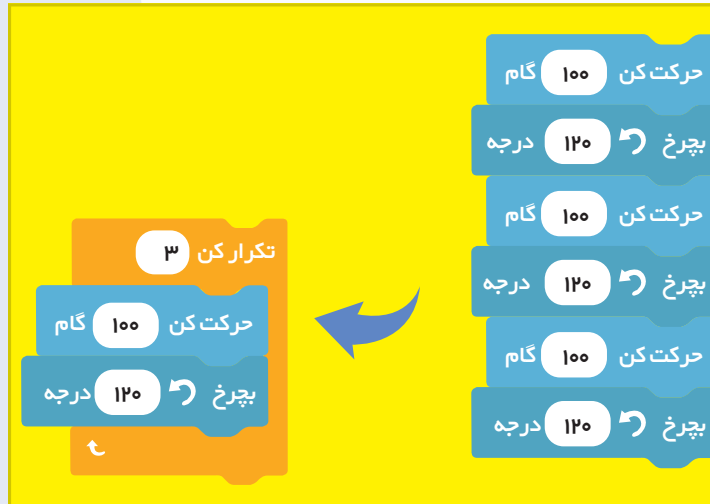 حرکت کن ۱۰۰ گام
بچرخ ۱۲۰ درجه
حرکت کن ۱۰۰ گام
بچرخ ۱۲۰ درجه
حرکت کن ۱۰۰ گام
بچرخ ۱۲۰ درجه
تکرار کن ۳
حرکت کن ۱۰۰ گام
بچرخ ۱۲۰ درجه